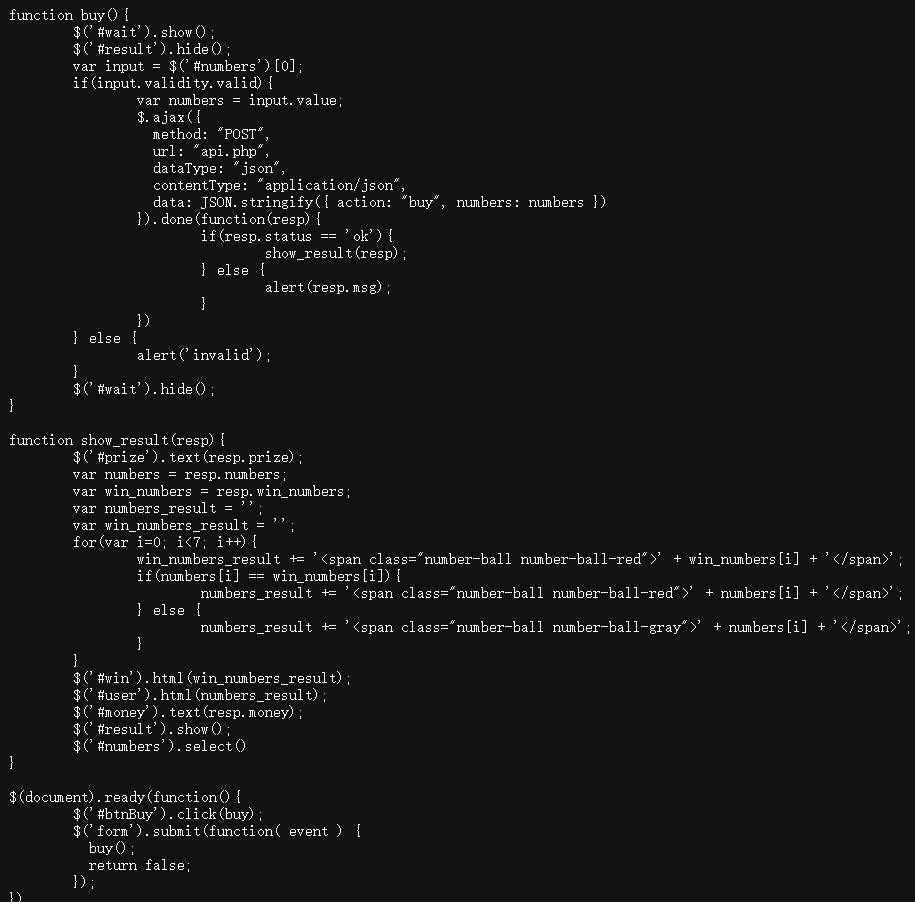 function buy(){
	$('#wait').show();
	$('#result').hide();
	var input = $('#numbers')[0];
	if(input.validity.valid){
		var numbers = input.value;
		$.ajax({
		  method: "POST",
		  url: "api.php",
		  dataType: "json",
		  contentType: "application/json",
		  data: JSON.stringify({ action: "buy", numbers: numbers })
		}).done(function(resp){
			if(resp.status == 'ok'){
				show_result(resp);
			} else {
				alert(resp.msg);
			}
		})
	} else {
		alert('invalid');
	}
	$('#wait').hide();
}

function show_result(resp){
	$('#prize').text(resp.prize);
	var numbers = resp.numbers;
	var win_numbers = resp.win_numbers;
	var numbers_result = '';
	var win_numbers_result = '';
	for(var i=0; i<7; i++){
		win_numbers_result += '<span class="number-ball number-ball-red">' + win_numbers[i] + '</span>';
		if(numbers[i] == win_numbers[i]){
			numbers_result += '<span class="number-ball number-ball-red">' + numbers[i] + '</span>';
		} else {
			numbers_result += '<span class="number-ball number-ball-gray">' + numbers[i] + '</span>';
		}
	}
	$('#win').html(win_numbers_result);
	$('#user').html(numbers_result);
	$('#money').text(resp.money);
	$('#result').show();
	$('#numbers').select()
}

$(document).ready(function(){
	$('#btnBuy').click(buy);
	$('form').submit(function( event ) {
	  buy();
	  return false;
	});
})